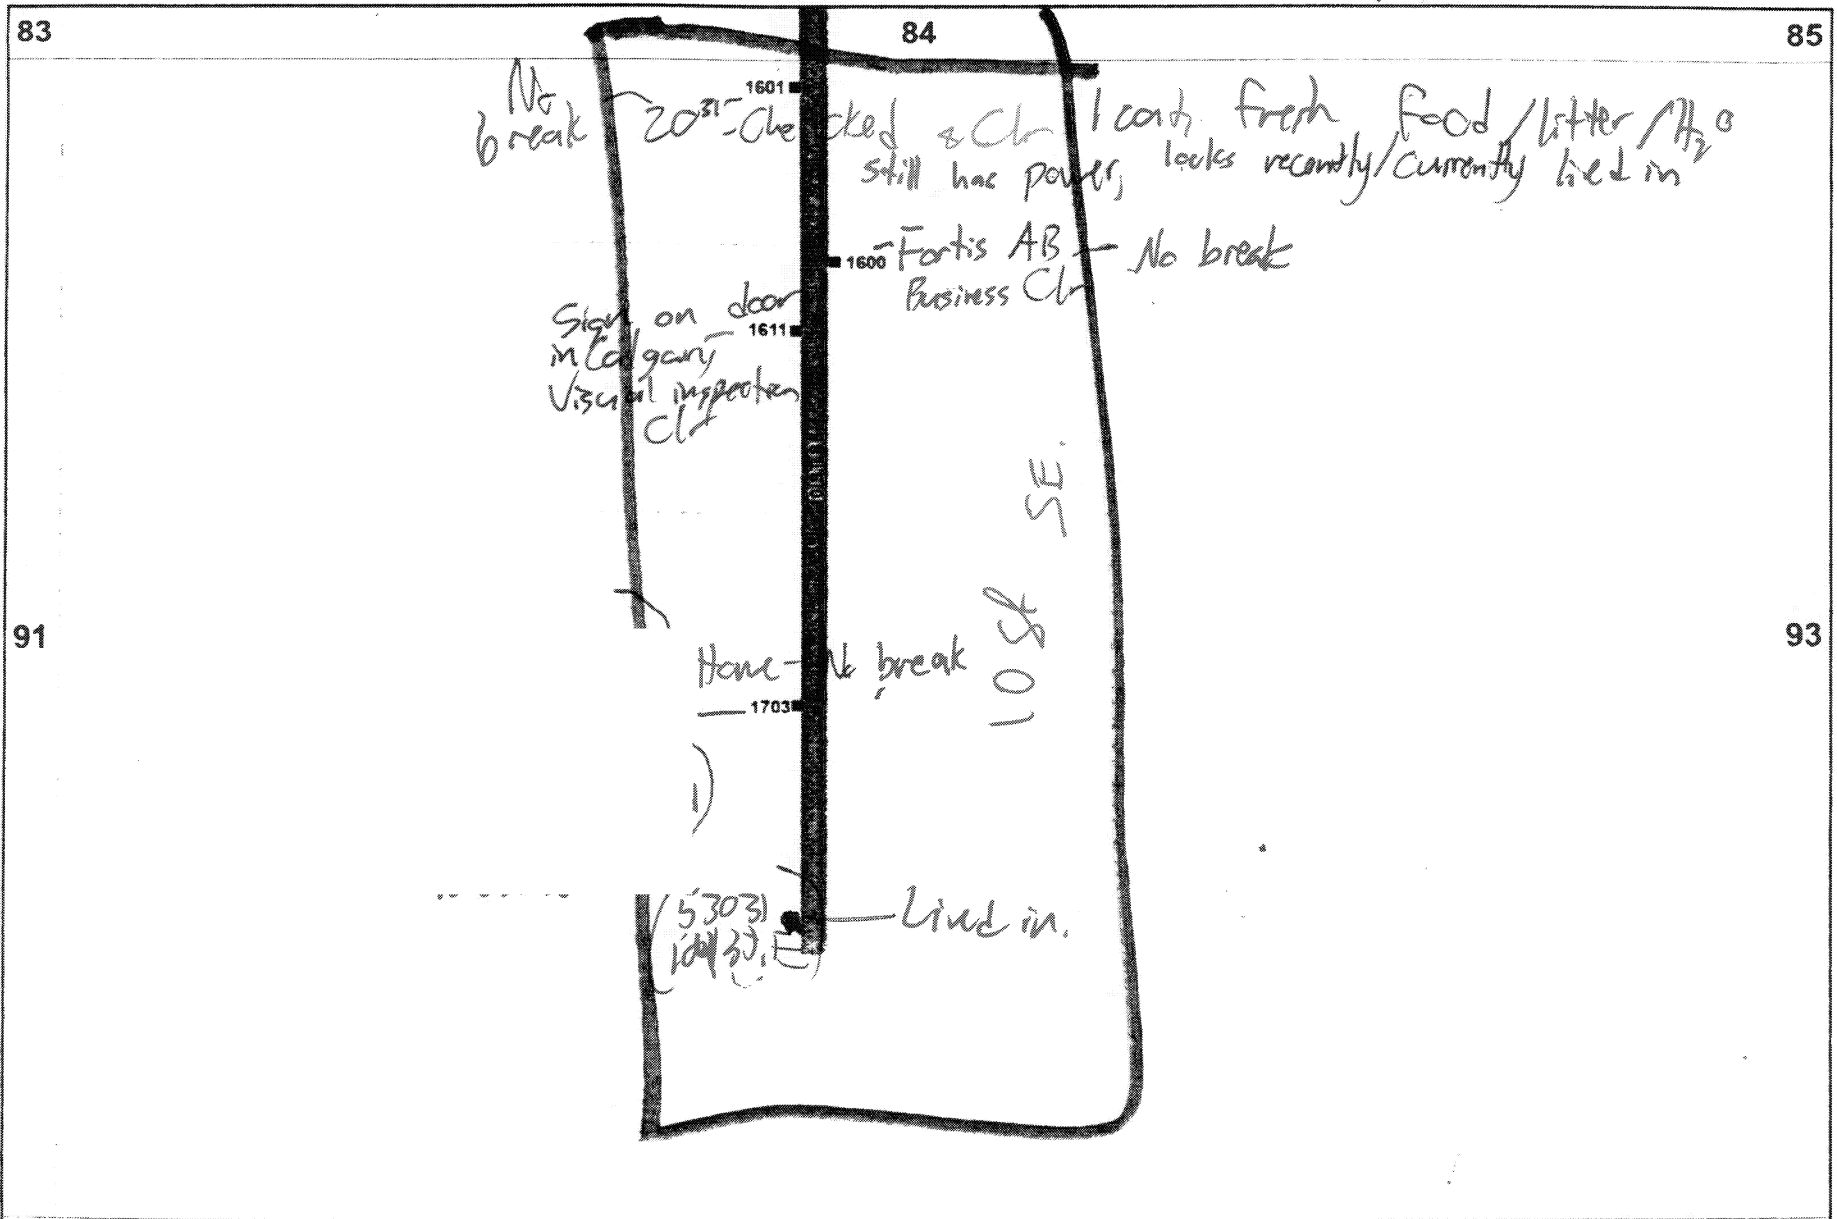 83
84
85
1601
No
break 20³¹-Checked & Clr 1 cat, fresh food/litter/H₂O
still has power, looks recently/currently lived in
1600 - Fortis AB - No break
Business Clr
Sign on door
1611
in Calgary
Visual inspection
Clr
10 St SE.
91
93
Home - No break
1703
Lived in.